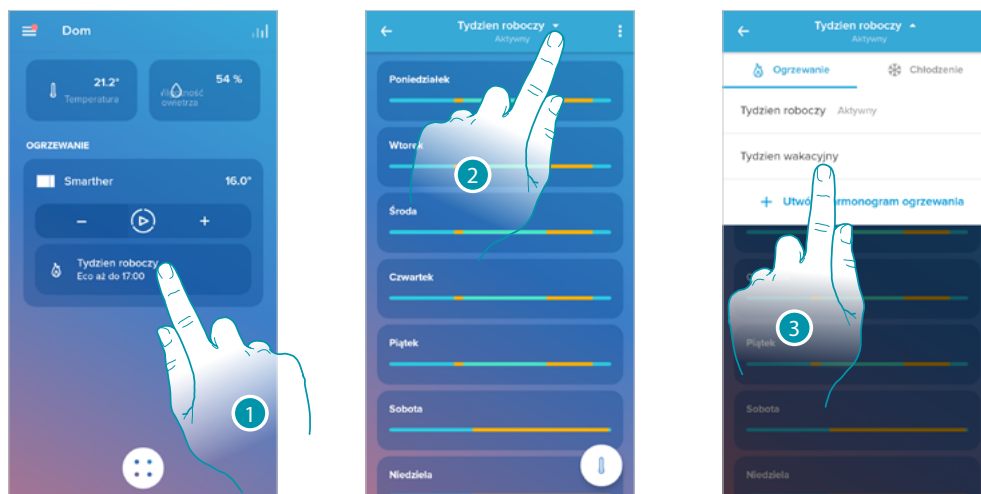 Dom
21.2°
Temperatura
54 %
OGRZEWANIE
Smarther
16.0°
− +
Tydzien roboczy
Eco aż do 17:00
1
Tydzien roboczy
Aktywny
Poniedziałek
Wtorek
Środa
Czwartek
Piątek
Sobota
Niedziela
2
Tydzien roboczy
Aktywny
Ogrzewanie
Chłodzenie
Tydzien roboczy Aktywny
Tydzien wakacyjny
+ ogrzewania
Piątek
Sobota
Niedziela
3